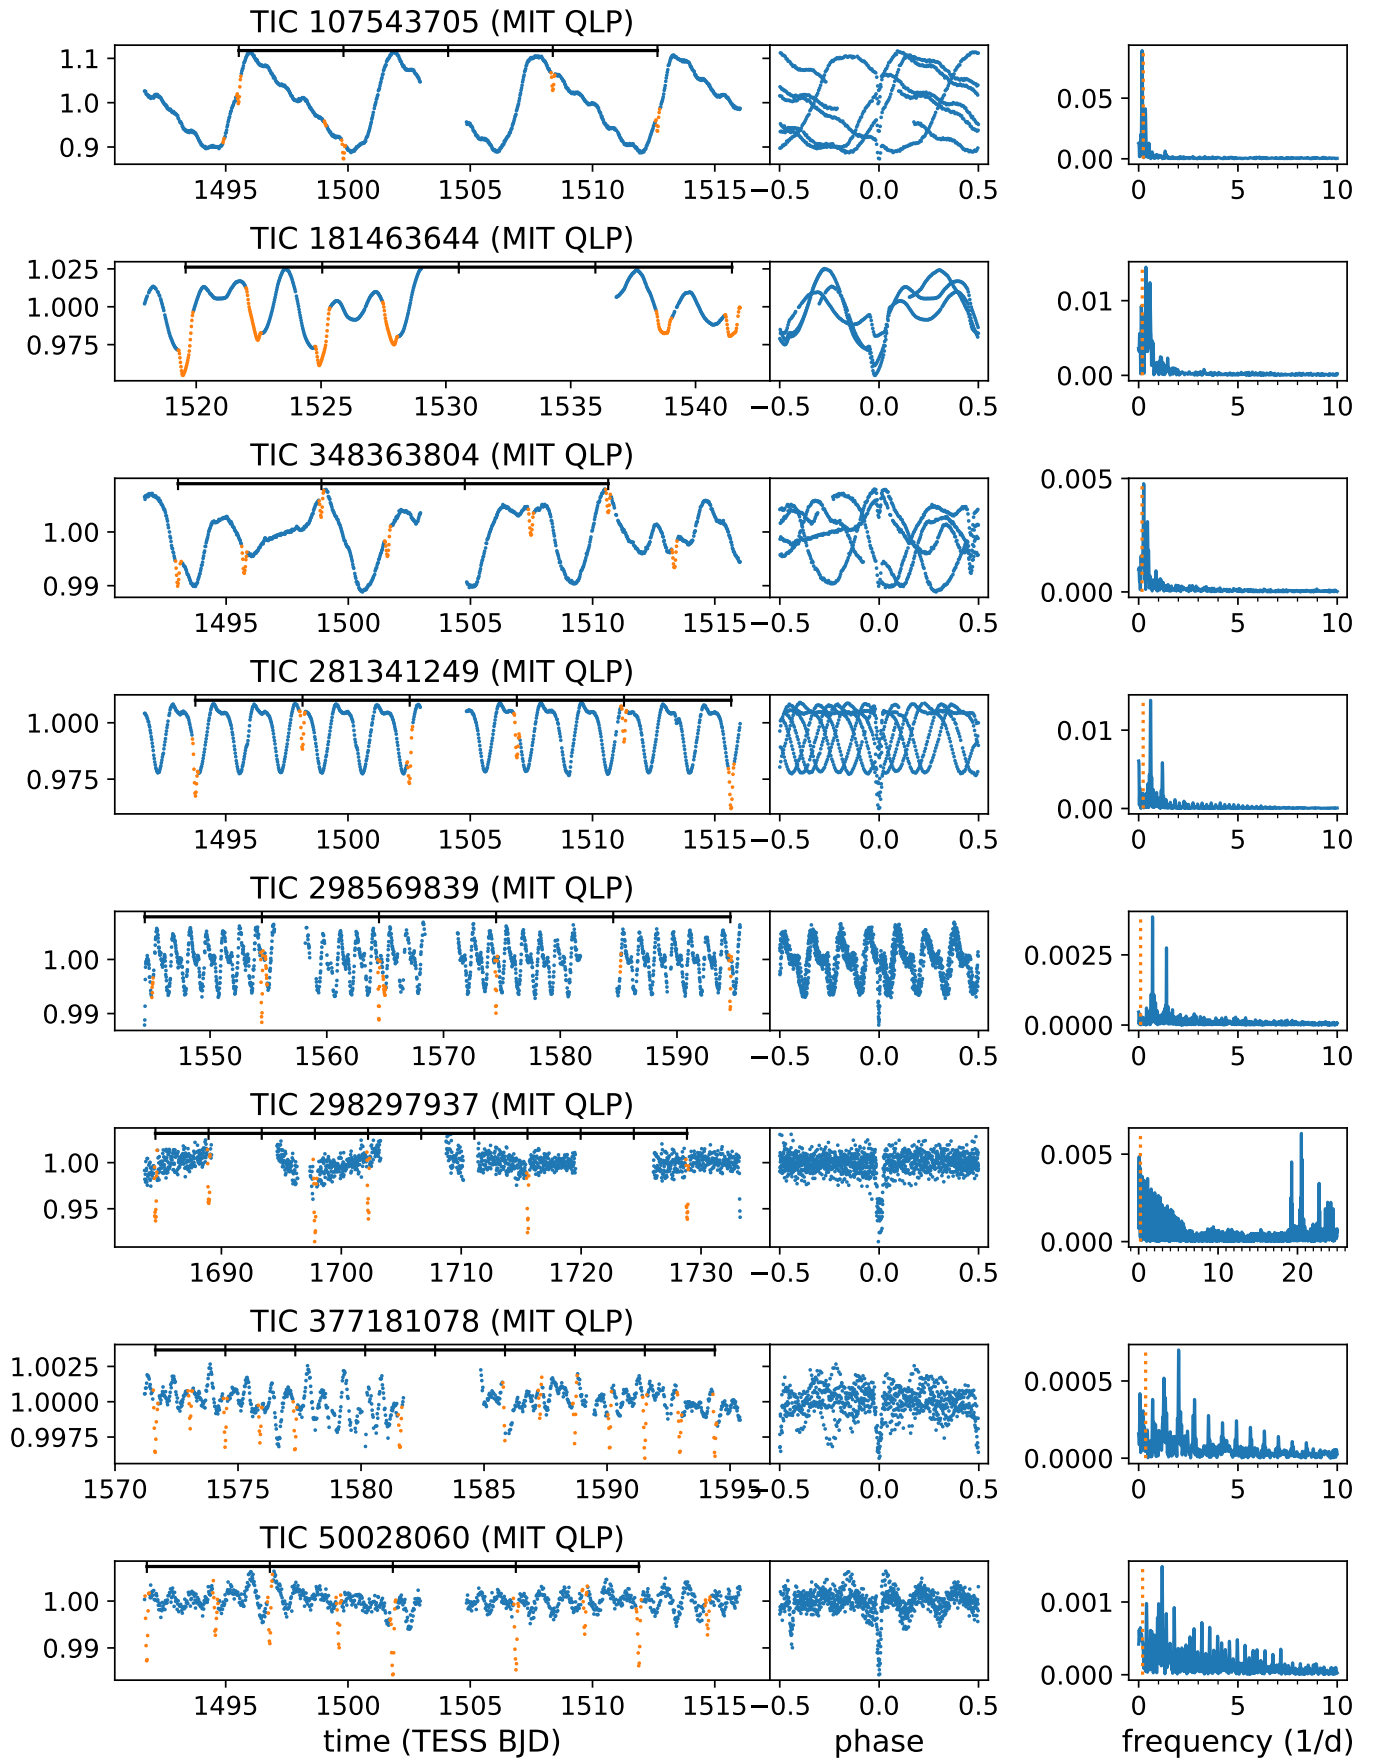 TIC 107543705 (MIT QLP)
1.1
1.0
0.9
1495 1500 1505 1510 1515 −0.5 0.0 0.5
0.05
0.00
0 5 10
TIC 181463644 (MIT QLP)
1.025
1.000
0.975
1520 1525 1530 1535 1540 −0.5 0.0 0.5
0.01
0.00
0 5 10
TIC 348363804 (MIT QLP)
1.00
0.99
1495 1500 1505 1510 1515 −0.5 0.0 0.5
0.005
0.000
0 5 10
TIC 281341249 (MIT QLP)
1.000
0.975
1495 1500 1505 1510 1515 −0.5 0.0 0.5
0.01
0.00
0 5 10
TIC 298569839 (MIT QLP)
1.00
0.99
1550 1560 1570 1580 1590 −0.5 0.0 0.5
0.0025
0.0000
0 5 10
TIC 298297937 (MIT QLP)
1.00
0.95
1690 1700 1710 1720 1730 −0.5 0.0 0.5
0.005
0.000
0 10 20
TIC 377181078 (MIT QLP)
1.0025
1.0000
0.9975
1570 1575 1580 1585 1590 1595 −0.5 0.0 0.5
0.0005
0.0000
0 5 10
TIC 50028060 (MIT QLP)
1.00
0.99
1495 1500 1505 1510 1515 −0.5 0.0 0.5
0.001
0.000
0 5 10
time (TESS BJD) phase frequency (1/d)